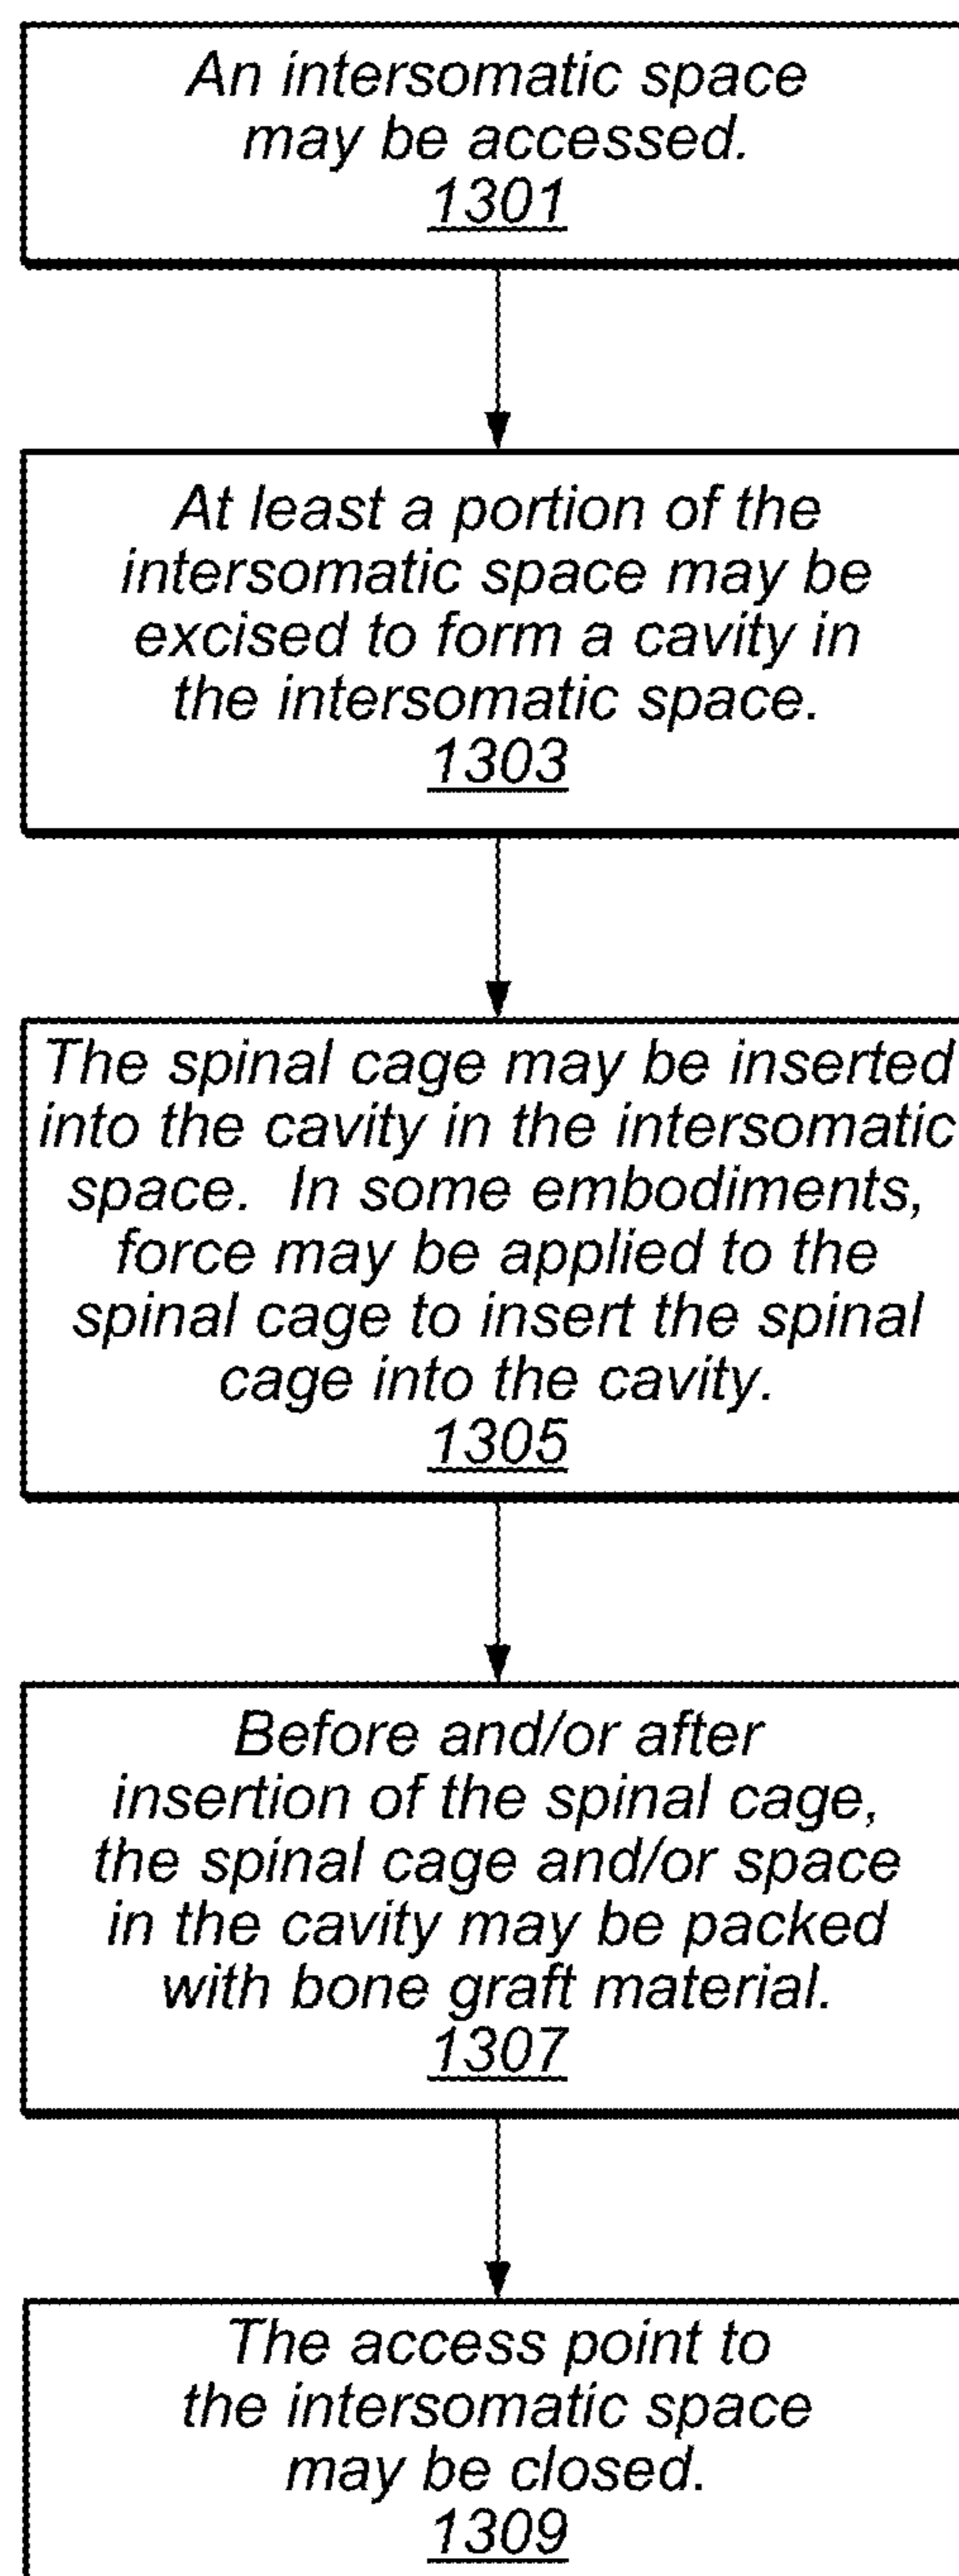 An intersomatic space
may be accessed.
1301
At least a portion of the
intersomatic space may be
excised to form a cavity in
the intersomatic space.
1303
The spinal cage may be inserted
into the cavity in the intersomatic
space.  In some embodiments,
force may be applied to the
spinal cage to insert the spinal
cage into the cavity.
1305
Before and/or after
insertion of the spinal cage,
the spinal cage and/or space
in the cavity may be packed
with bone graft material.
1307
The access point to
the intersomatic space
may be closed.
1309